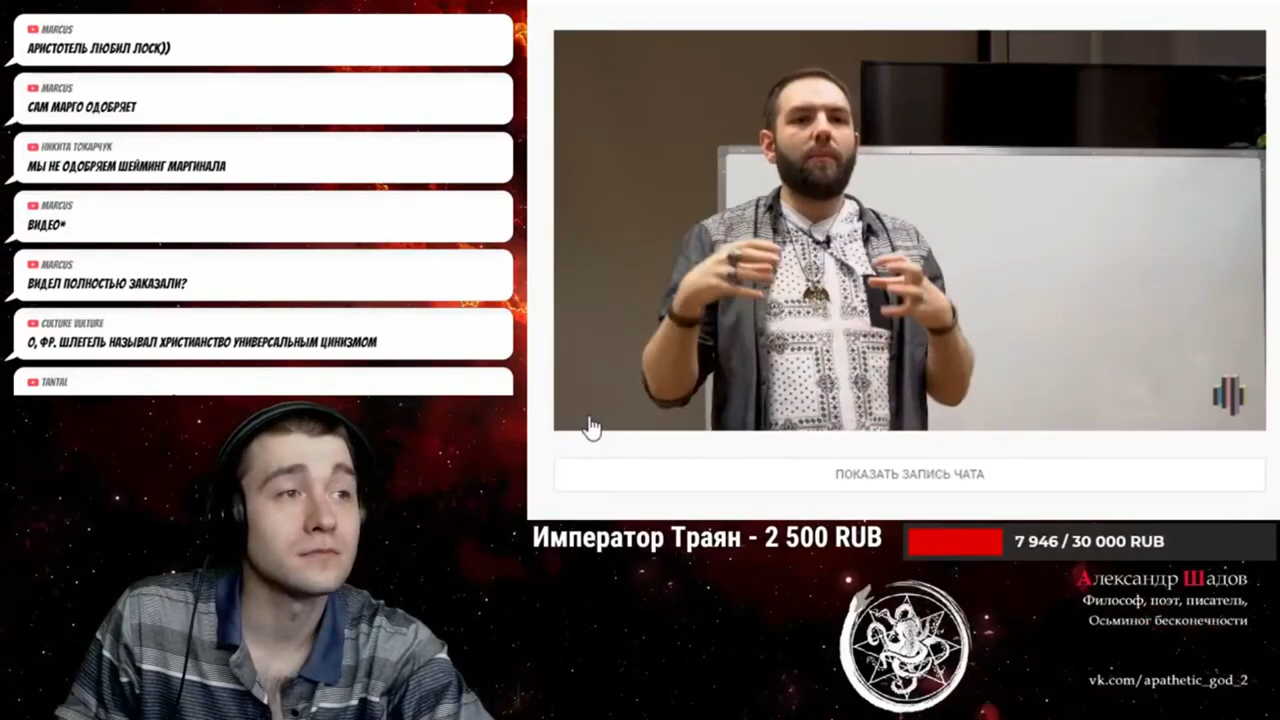 MARCUS
АРИСТОТЕЛЬ ЛЮБИЛ ЛОСК))
MARCUS
САМ МАРГО ОДОБРЯЕТ
НИКИТА ТОКАРЧУК
МЫ НЕ ОДОБРЯЕМ ШЕЙМИНГ МАРГИНАЛА
MARCUS
ВИДЕО*
MARCUS
ВИДЕЛ ПОЛНОСТЬЮ ЗАКАЗАЛИ?
CULTURE VULTURE
О, ФР. ШЛЕГЕЛЬ НАЗЫВАЛ ХРИСТИАНСТВО УНИВЕРСАЛЬНЫМ ЦИНИЗМОМ
TANTAL
ПОКАЗАТЬ ЗАПИСЬ ЧАТА
Император Траян - 2 500 RUB
7 946 / 30 000 RUB
Александр Шадов
Философ, поэт, писатель,
Осьминог бесконечности
vk.com/apathetic_god_2